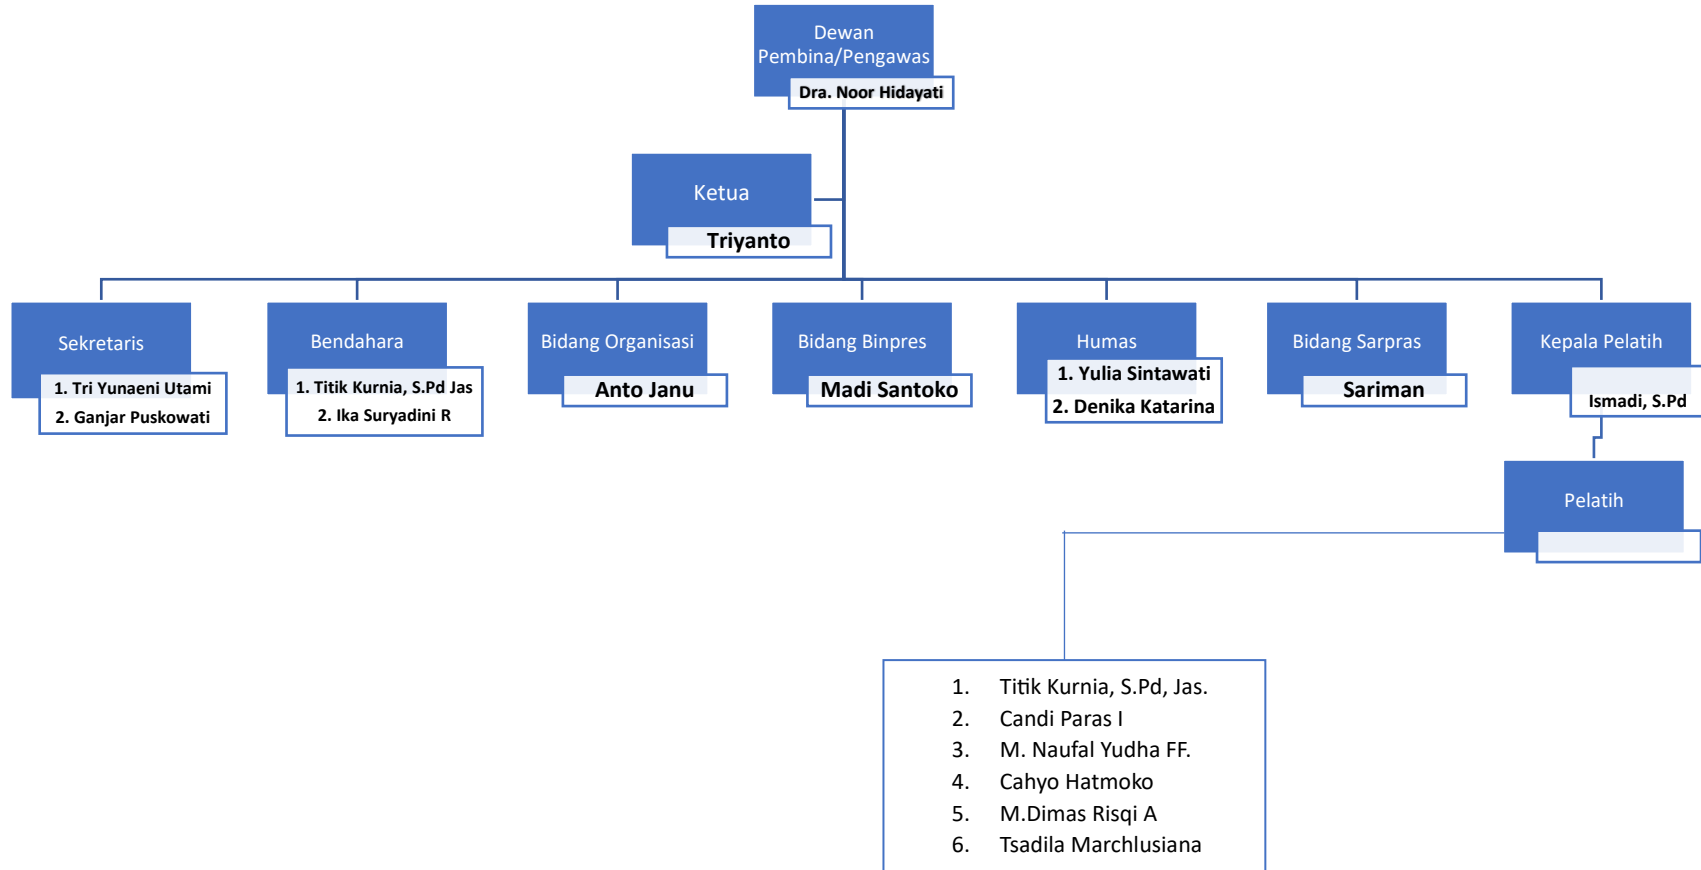 Dewan
Pembina/Pengawas
Dra. Noor Hidayati
Ketua
Triyanto
Sekretaris
1. Tri Yunaeni Utami
2. Ganjar Puskowati
Bendahara
1. Titik Kurnia, S.Pd Jas
2. Ika Suryadini R
Bidang Organisasi
Anto Janu
Bidang Binpres
Madi Santoko
Humas
1. Yulia Sintawati
2. Denika Katarina
Bidang Sarpras
Sariman
Kepala Pelatih
Ismadi, S.Pd
Pelatih
1. Titik Kurnia, S.Pd, Jas.
2. Candi Paras I
3. M. Naufal Yudha FF.
4. Cahyo Hatmoko
5. M.Dimas Risqi A
6. Tsadila Marchlusiana